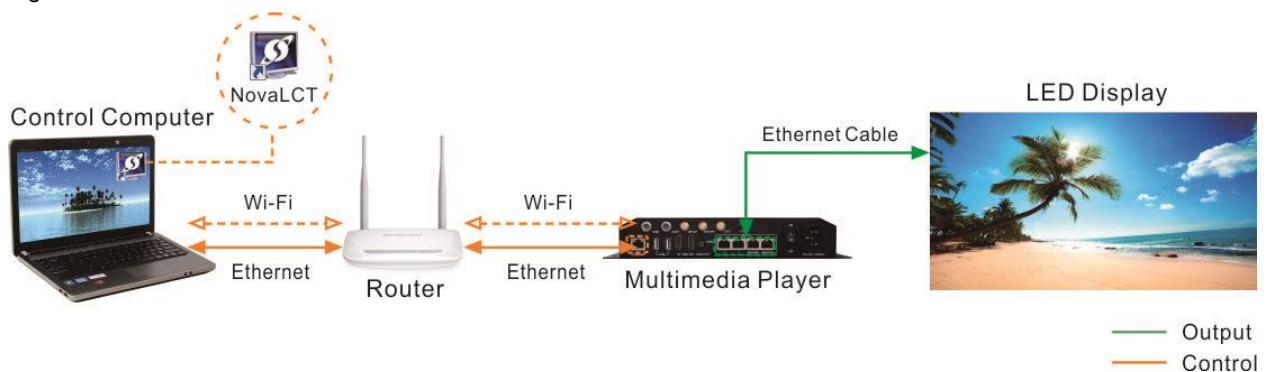 NovaLCT
Control Computer
LED Display
Ethernet Cable
Wi-Fi
Wi-Fi
Ethernet
Ethernet
Router
Multimedia Player
Output
Control